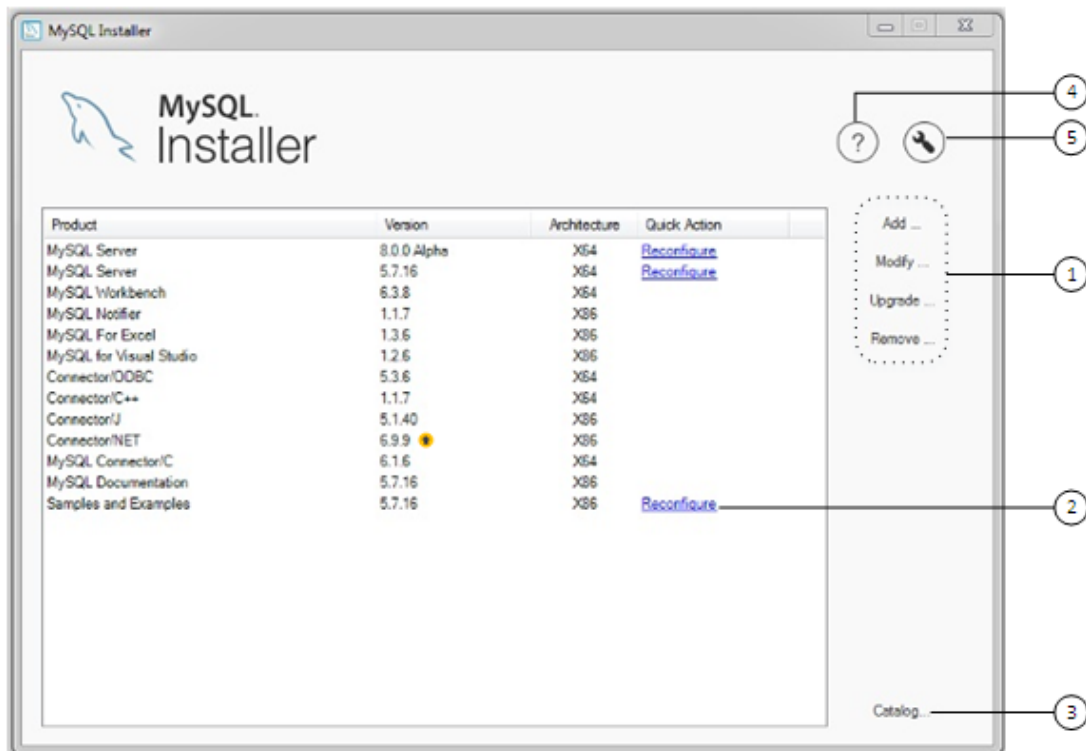 MySQL Installer
4
MySQL.
Installer
?
5
Product Version Architecture Quick Action
Add ...
MySQL Server 8.0.0 Alpha X64 Reconfigure
MySQL Server 5.7.16 X64 Reconfigure
Modify ...
1
MySQL Workbench 6.3.8 X64
MySQL Notifier 1.1.7 X86
Upgrade ...
MySQL For Excel 1.3.6 X86
Remove ...
MySQL for Visual Studio 1.2.6 X86
Connector/ODBC 5.3.6 X64
Connector/C++ 1.1.7 X64
Connector/J 5.1.40 X86
Connector/NET 6.9.9 X86
MySQL Connector/C 6.1.6 X64
MySQL Documentation 5.7.16 X86
Samples and Examples 5.7.16 X86 Reconfigure
2
Catalog...
3